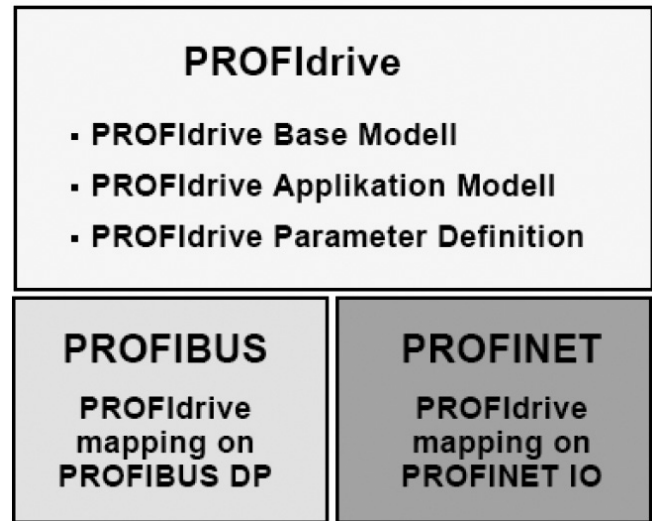 PROFIdrive
▪ PROFIdrive Base Modell
▪ PROFIdrive Applikation Modell
▪ PROFIdrive Parameter Definition
PROFIBUS
PROFIdrive
mapping on
PROFIBUS DP
PROFINET
PROFIdrive
mapping on
PROFINET IO